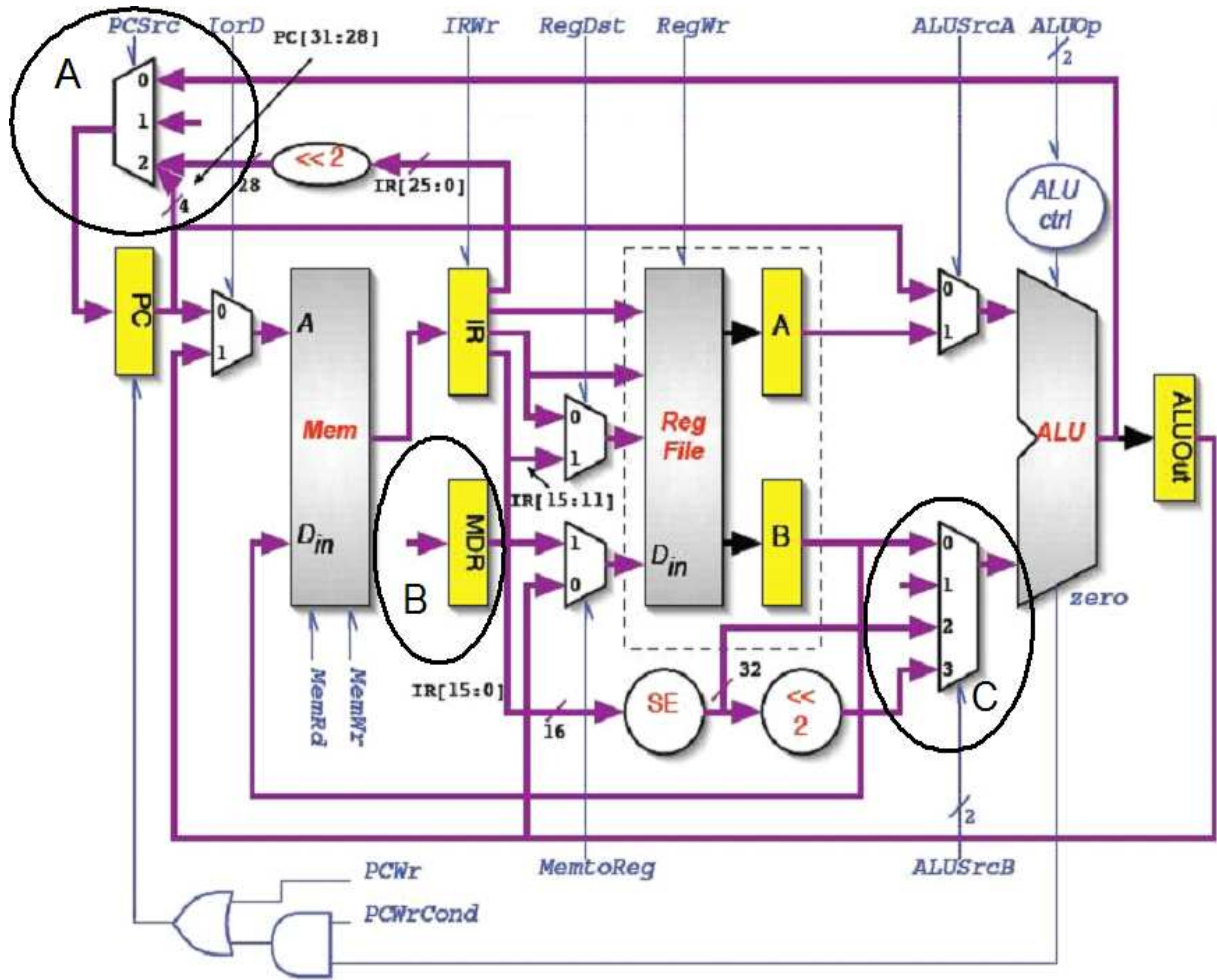 PCSrc IorD PC[31:28] IRWr RegDst RegWr ALUSrcA ALUOp
2
A
0
1
2
<< 2
28
IR[25:0]
4
ALU
ctrl
PC
0
1
A
Mem
Din
IR
0
1
IR[15:11]
Reg
File
Din
A
0
1
ALU
zero
ALUOut
B
MDR
1
0
B
0
1
2
3
C
MemRd
MemWr
IR[15:0]
16
SE
32
<<
2
2
MemtoReg
ALUSrcB
PCWr
PCWrCond